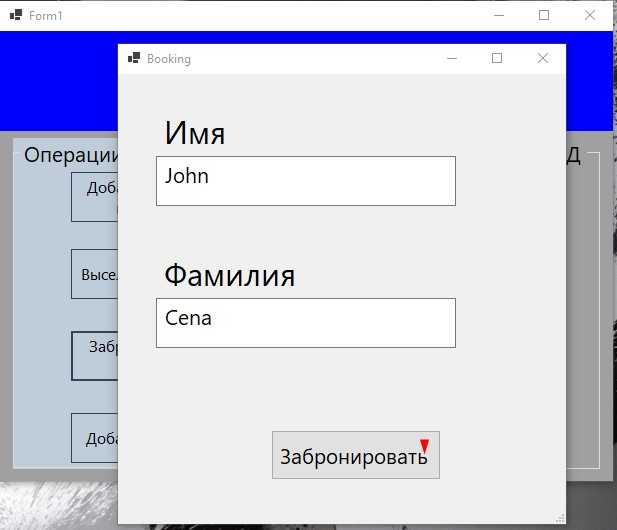 Form1
Booking
Операции
Д
Имя
John
Фамилия
Cena
Забронировать